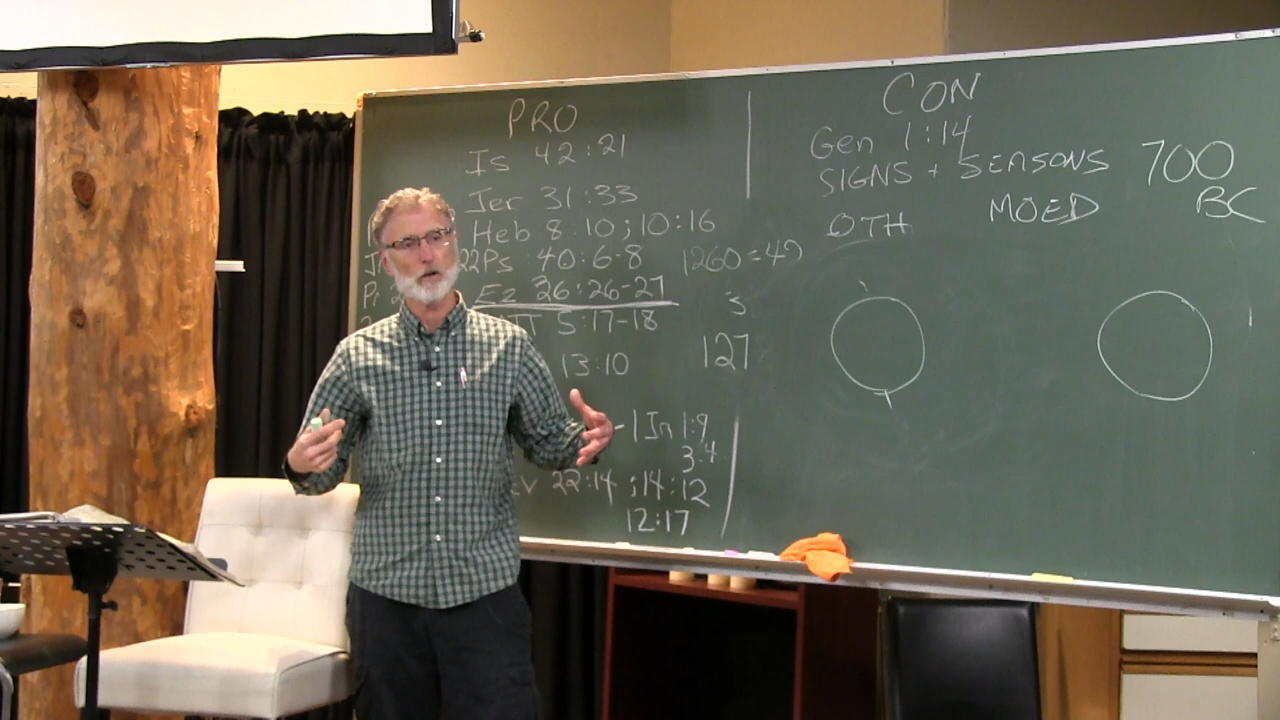 PRO
Is 42:21
Jer 31:33
Heb 8:10;10:16
22Ps 40:6-8 1260=49
Ez 36:26-27
3
5:17-18
13:10 127
1 Jn 1:9
3:4
22:14 ;14:12
12:17
CON
Gen 1:14
SIGNS + SEASONS 700
OTH MOED BC